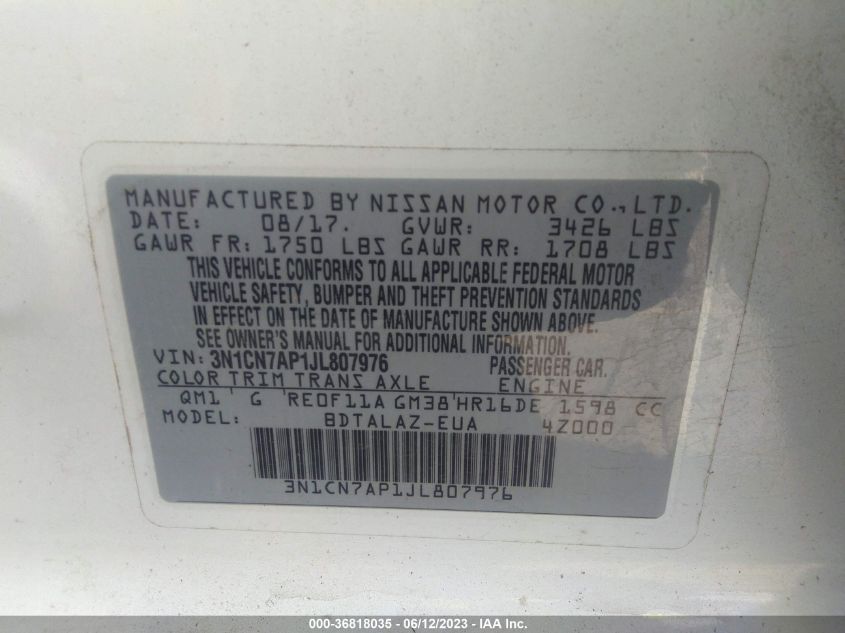 MANUFACTURED BY NISSAN MOTOR CO., LTD.
DATE: 08/17. GVWR: 3426 LBS
GAWR FR: 1750 LBS GAWR RR: 1708 LBS
THIS VEHICLE CONFORMS TO ALL APPLICABLE FEDERAL MOTOR
VEHICLE SAFETY, BUMPER AND THEFT PREVENTION STANDARDS
IN EFFECT ON THE DATE OF MANUFACTURE SHOWN ABOVE.
SEE OWNER'S MANUAL FOR ADDITIONAL INFORMATION.
VIN: 3N1CN7AP1JL807976 PASSENGER CAR.
COLOR TRIM TRANS AXLE ENGINE
QM1 G RE0F11A GM38 HR16DE 1598 CC
MODEL: BDTALAZ-EUA 4Z000
3N1CN7AP1JL807976
000-36818035 - 06/12/2023 - IAA Inc.